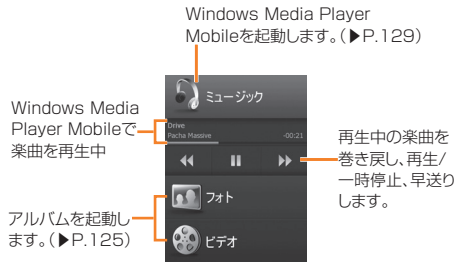 Windows Media Player
Mobileを起動します。(▶P.129)
ミュージック
Windows Media
Player Mobileで
楽曲を再生中
Drive
Pacha Massive
-00:21
再生中の楽曲を
巻き戻し、再生/
一時停止、早送り
します。
フォト
アルバムを起動し
ます。(▶P.125)
ビデオ